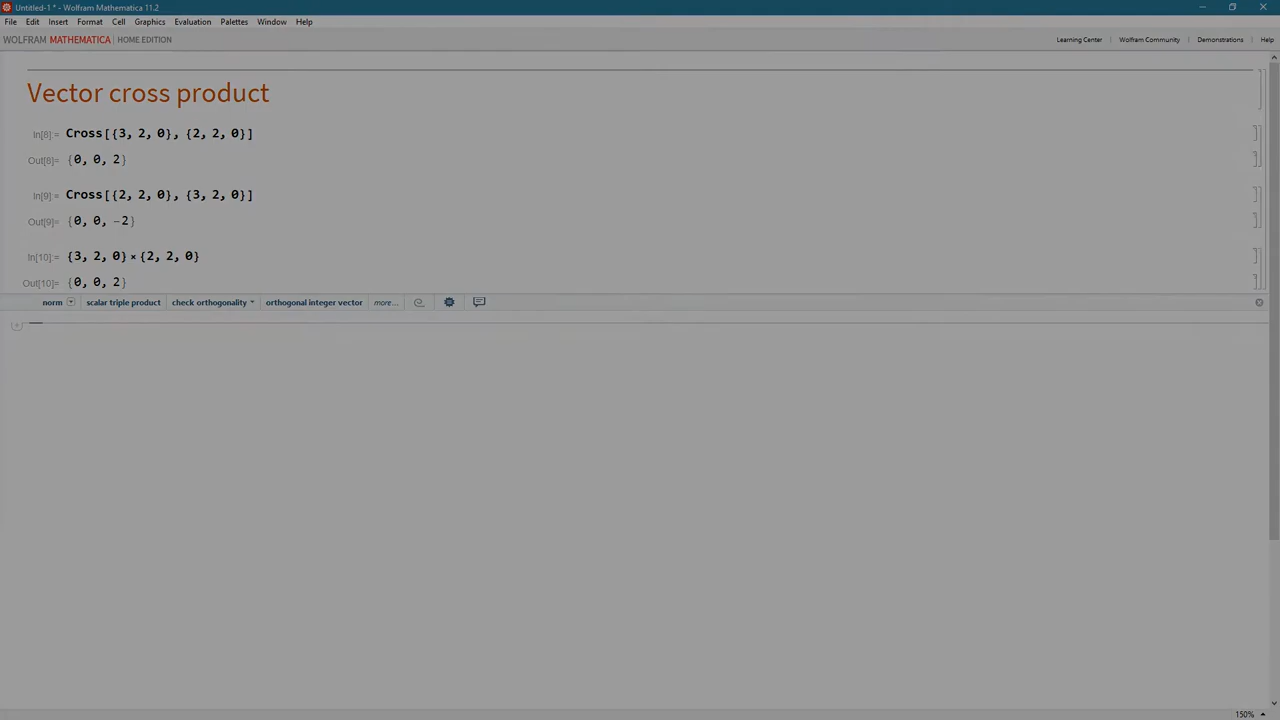 Untitled-1 * - Wolfram Mathematica 11.2
File Edit Insert Format Cell Graphics Evaluation Palettes Window Help
WOLFRAM MATHEMATICA | HOME EDITION Learning Center | Wolfram Community | Demonstrations | Help
Vector cross product
In[8]:= Cross[{3, 2, 0}, {2, 2, 0}]
Out[8]= {0, 0, 2}
In[9]:= Cross[{2, 2, 0}, {3, 2, 0}]
Out[9]= {0, 0, -2}
In[10]:= {3, 2, 0} × {2, 2, 0}
Out[10]= {0, 0, 2}
norm scalar triple product check orthogonality orthogonal integer vector more...
150%